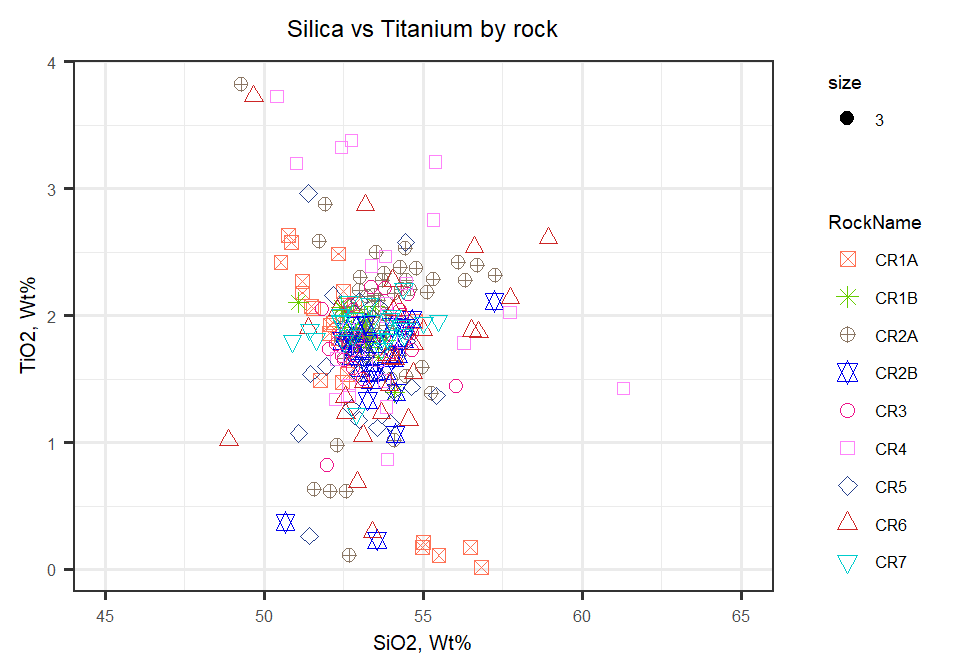 Silica vs Titanium by rock
4
3
2
1
0
TiO2, Wt%
45 50 55 60 65
SiO2, Wt%
size
3
RockName
CR1A
CR1B
CR2A
CR2B
CR3
CR4
CR5
CR6
CR7